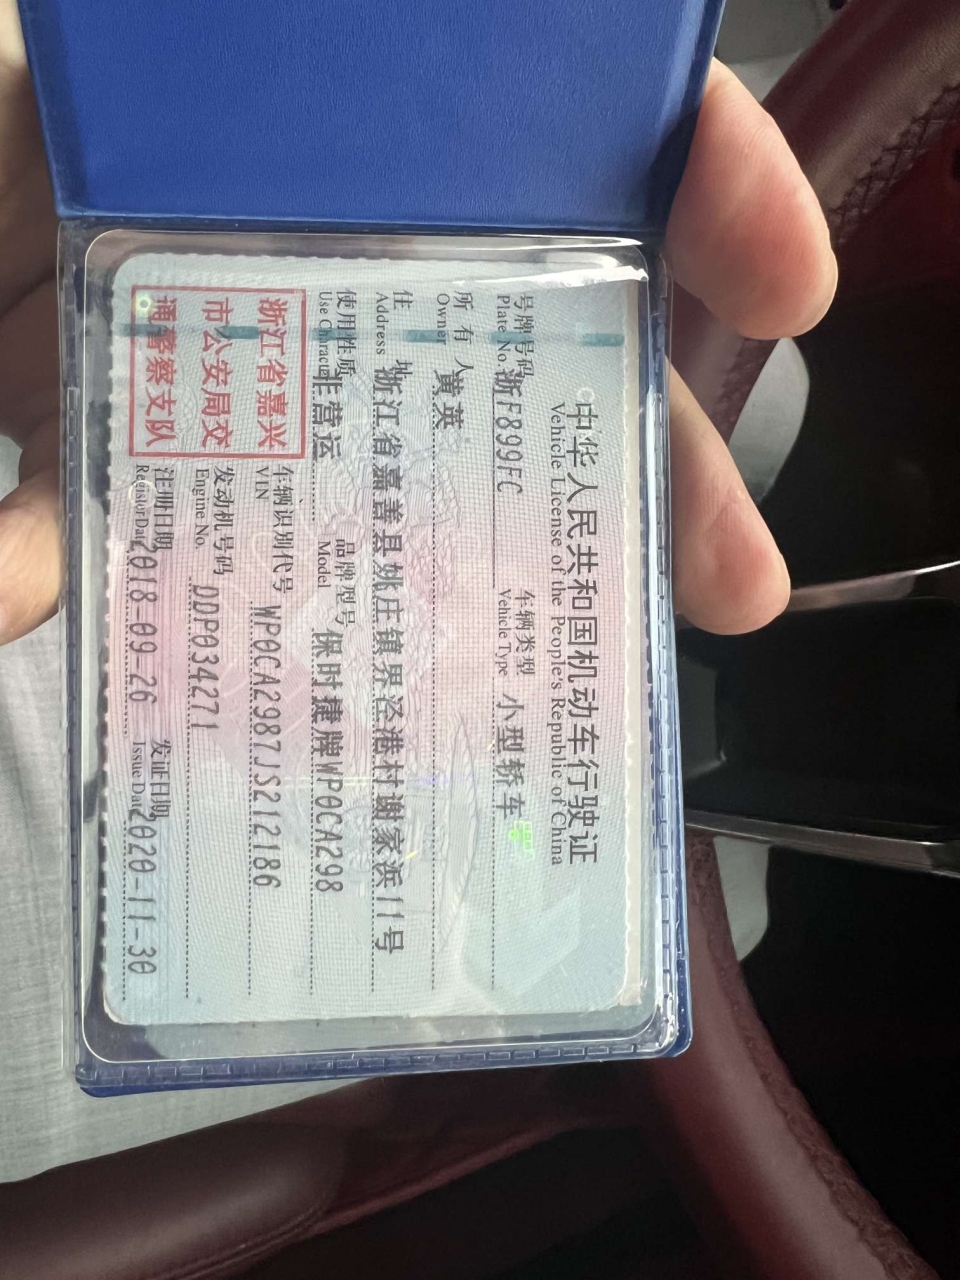 中华人民共和国机动车行驶证
Vehicle License of the People's Republic of China
号牌号码 浙F899FC 车辆类型 小型轿车
Plate No. Vehicle Type
所有人 黄英
Owner
住址 浙江省嘉善县姚庄镇界泾港村谢家浜11号
Address
使用性质 非营运 品牌型号 保时捷牌WP0CA298
Use Character Model
浙江省嘉兴
市公安局交
通警察支队
车辆识别代号 WP0CA2987JS212186
VIN
发动机号码 DDP034271
Engine No.
注册日期 2018-09-26 发证日期 2020-11-30
Register Date Issue Date